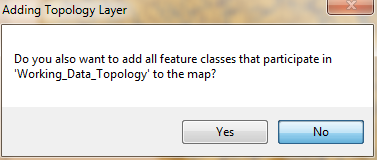 Adding Topology Layer
Do you also want to add all feature classes that participate in
'Working_Data_Topology' to the map?
Yes
No